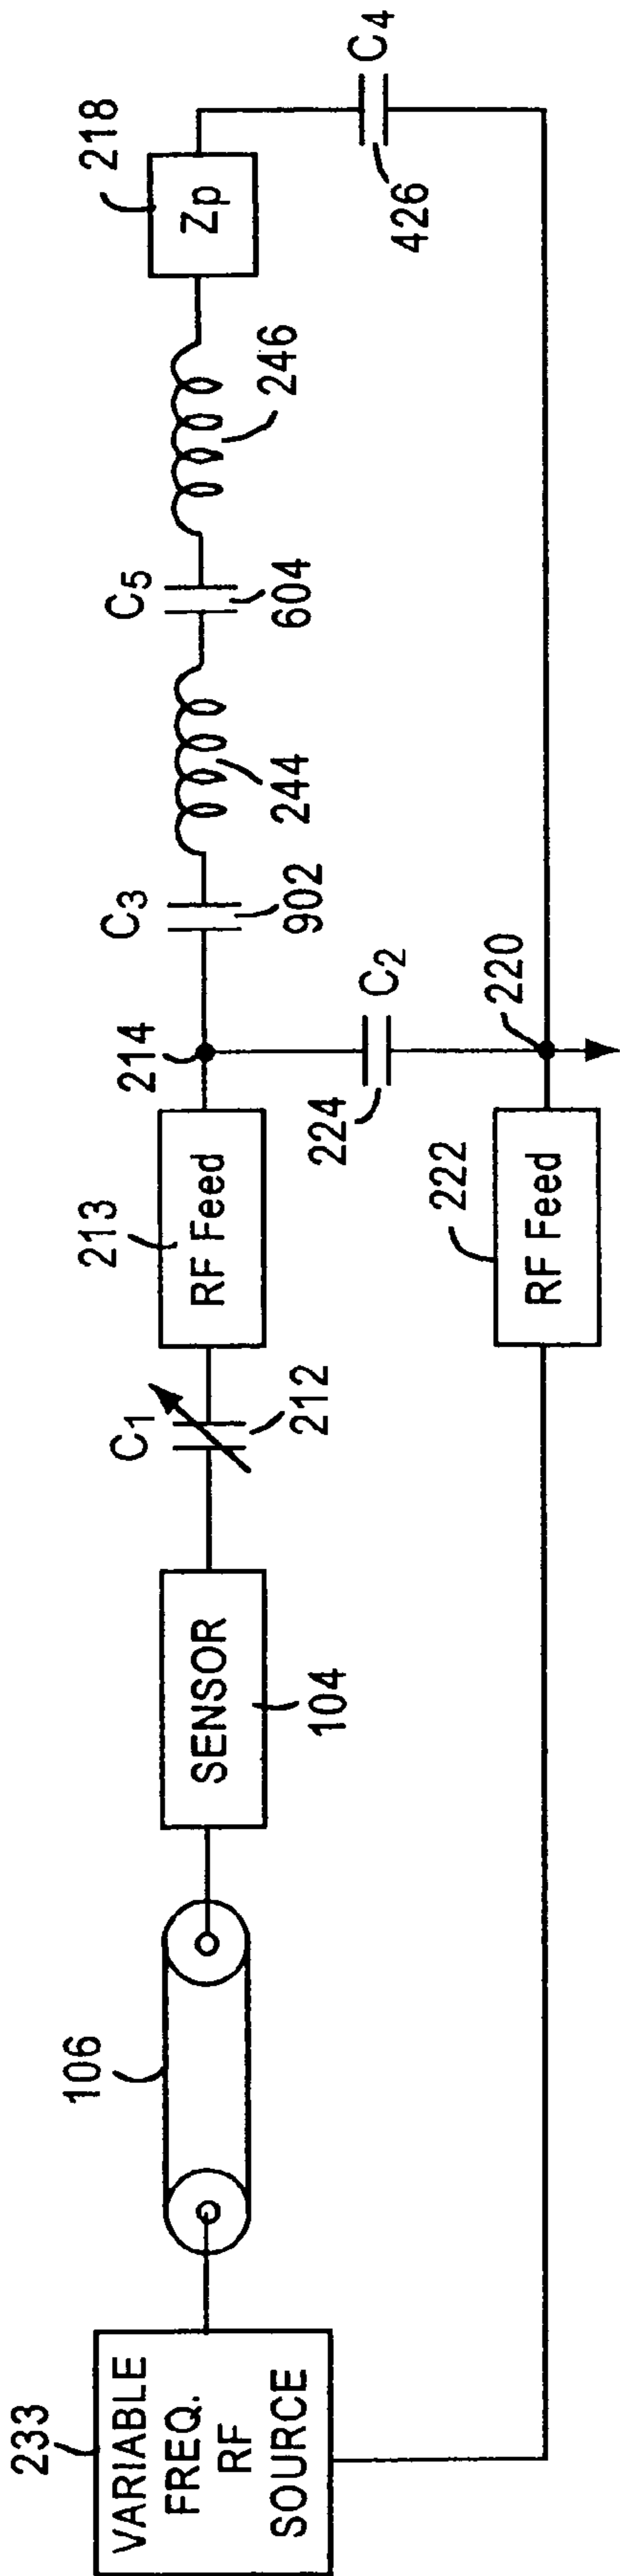 233
VARIABLE
FREQ.
RF
SOURCE
106
SENSOR
104
C1
212
213
RF Feed
214
C2
224
C3
902
244
C5
604
246
218
Zp
C4
426
222
RF Feed
220